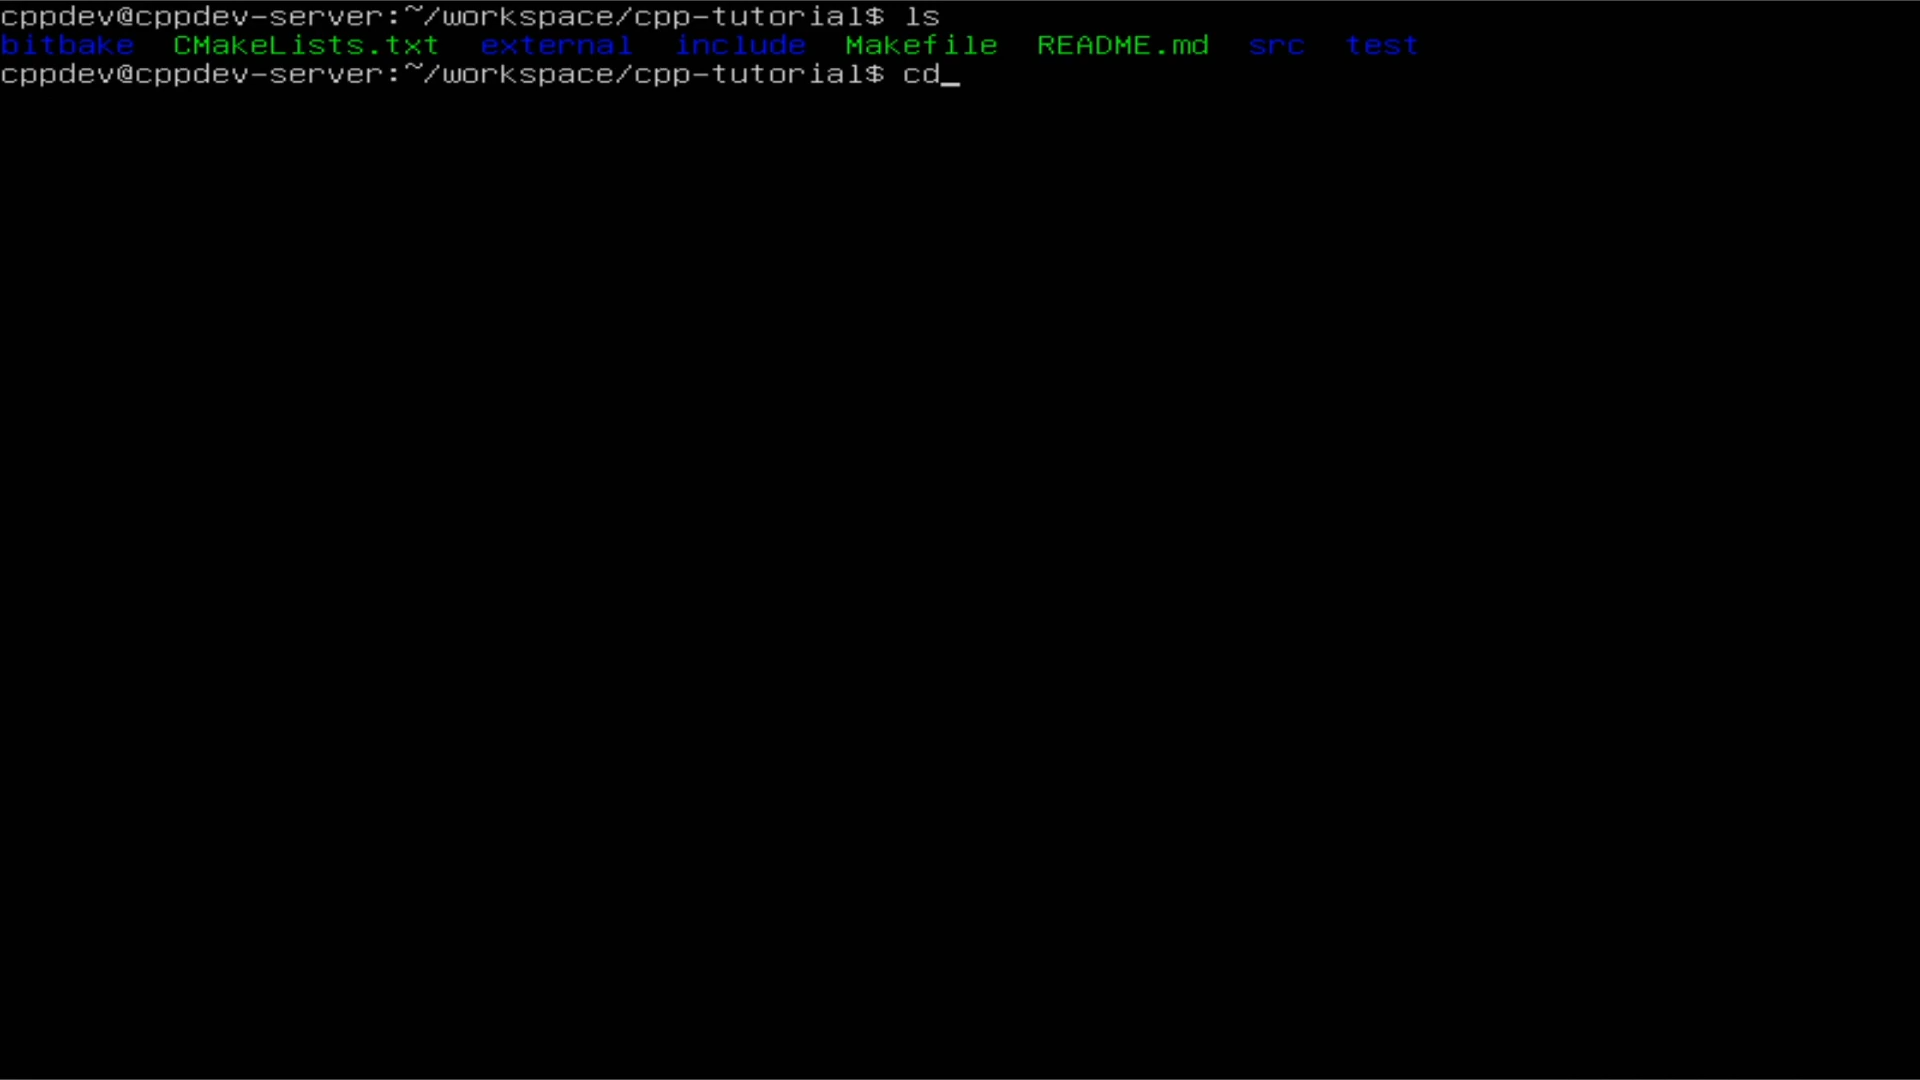 cppdev@cppdev-server:~/workspace/cpp-tutorial$ ls
bitbake  CMakeLists.txt  external  include  Makefile  README.md  src  test
cppdev@cppdev-server:~/workspace/cpp-tutorial$ cd_